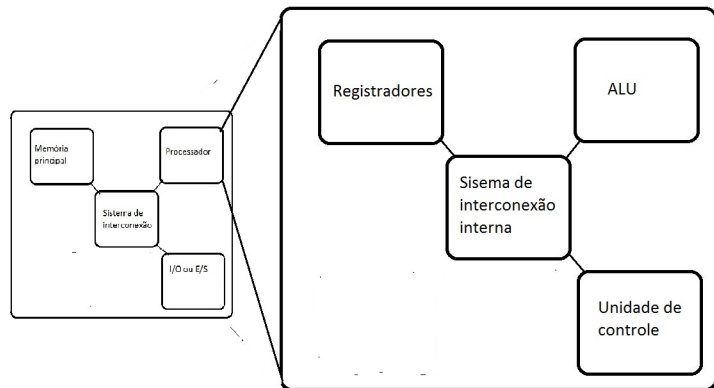 Memória
principal
Processador
Sistema de
interconexão
I/O ou E/S
Registradores
ALU
Sisema de
interconexão
interna
Unidade de
controle